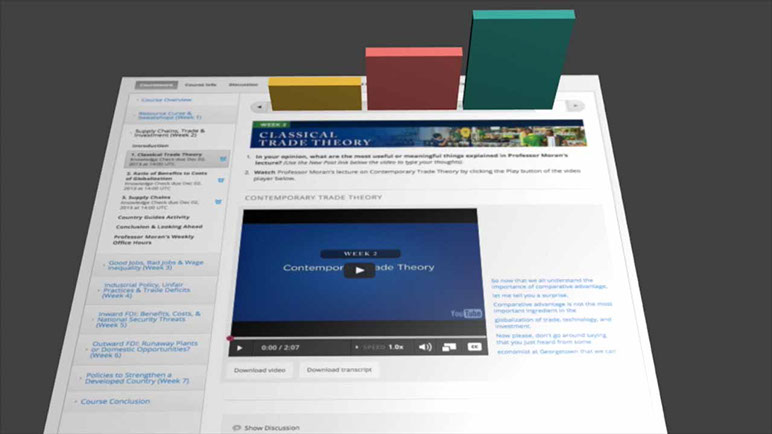 Courseware Course Info Discussion
Course Overview
Resource Guide &
(Week 1)
Supply Chains, Trade &
Investment (Week 2)
Introduction
1. Classical Trade Theory
Knowledge Check due Dec 03,
2013 at 14:00 UTC
2. Ratio of Benefits to Costs
of Globalization
Knowledge Check due Dec 03,
2013 at 14:00 UTC
3. Supply Chains
Knowledge Check due Dec 03,
2013 at 14:00 UTC
Country Guides Activity
Conclusion & Looking Ahead
Professor Moran's Weekly
Office Hours
Good Jobs, Bad Jobs & Wage
Inequality (Week 3)
Industrial Policy, Unfair
Practices & Trade Deficits
(Week 4)
Inward FDI: Benefits, Costs, &
National Security Threats
(Week 5)
Outward FDI: Runaway Plants
or Domestic Opportunities?
(Week 6)
Policies to Strengthen a
Developed Country (Week 7)
Course Conclusion
WEEK 2
CLASSICAL
TRADE THEORY
1. In your opinion, what are the most useful or meaningful things explained in Professor Moran's
lecture? (Use the New Post link below the video to type your thoughts)
2. Watch Professor Moran's lecture on Contemporary Trade Theory by clicking the Play button of the video
player below.
CONTEMPORARY TRADE THEORY
WEEK 2
Contempor ade Theory
YouTube
0:00 / 2:07 SPEED 1.0x
Download video Download transcript
So now that we all understand the
importance of comparative advantage,
let me tell you a surprise.
Comparative advantage is not the most
important ingredient in the
globalization of trade, technology, and
investment.
Now please, don't go around saying
that you just heard from some
economist at Georgetown that we can
Show Discussion